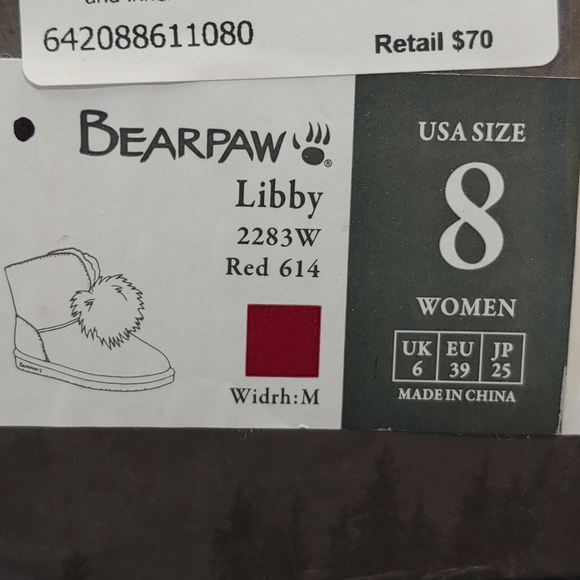 642088611080
Retail $70
BEARPAW ®
Libby
2283W
Red 614
Widrh:M
BEARPAW
USA SIZE
8
WOMEN
UK EU JP
6 39 25
MADE IN CHINA